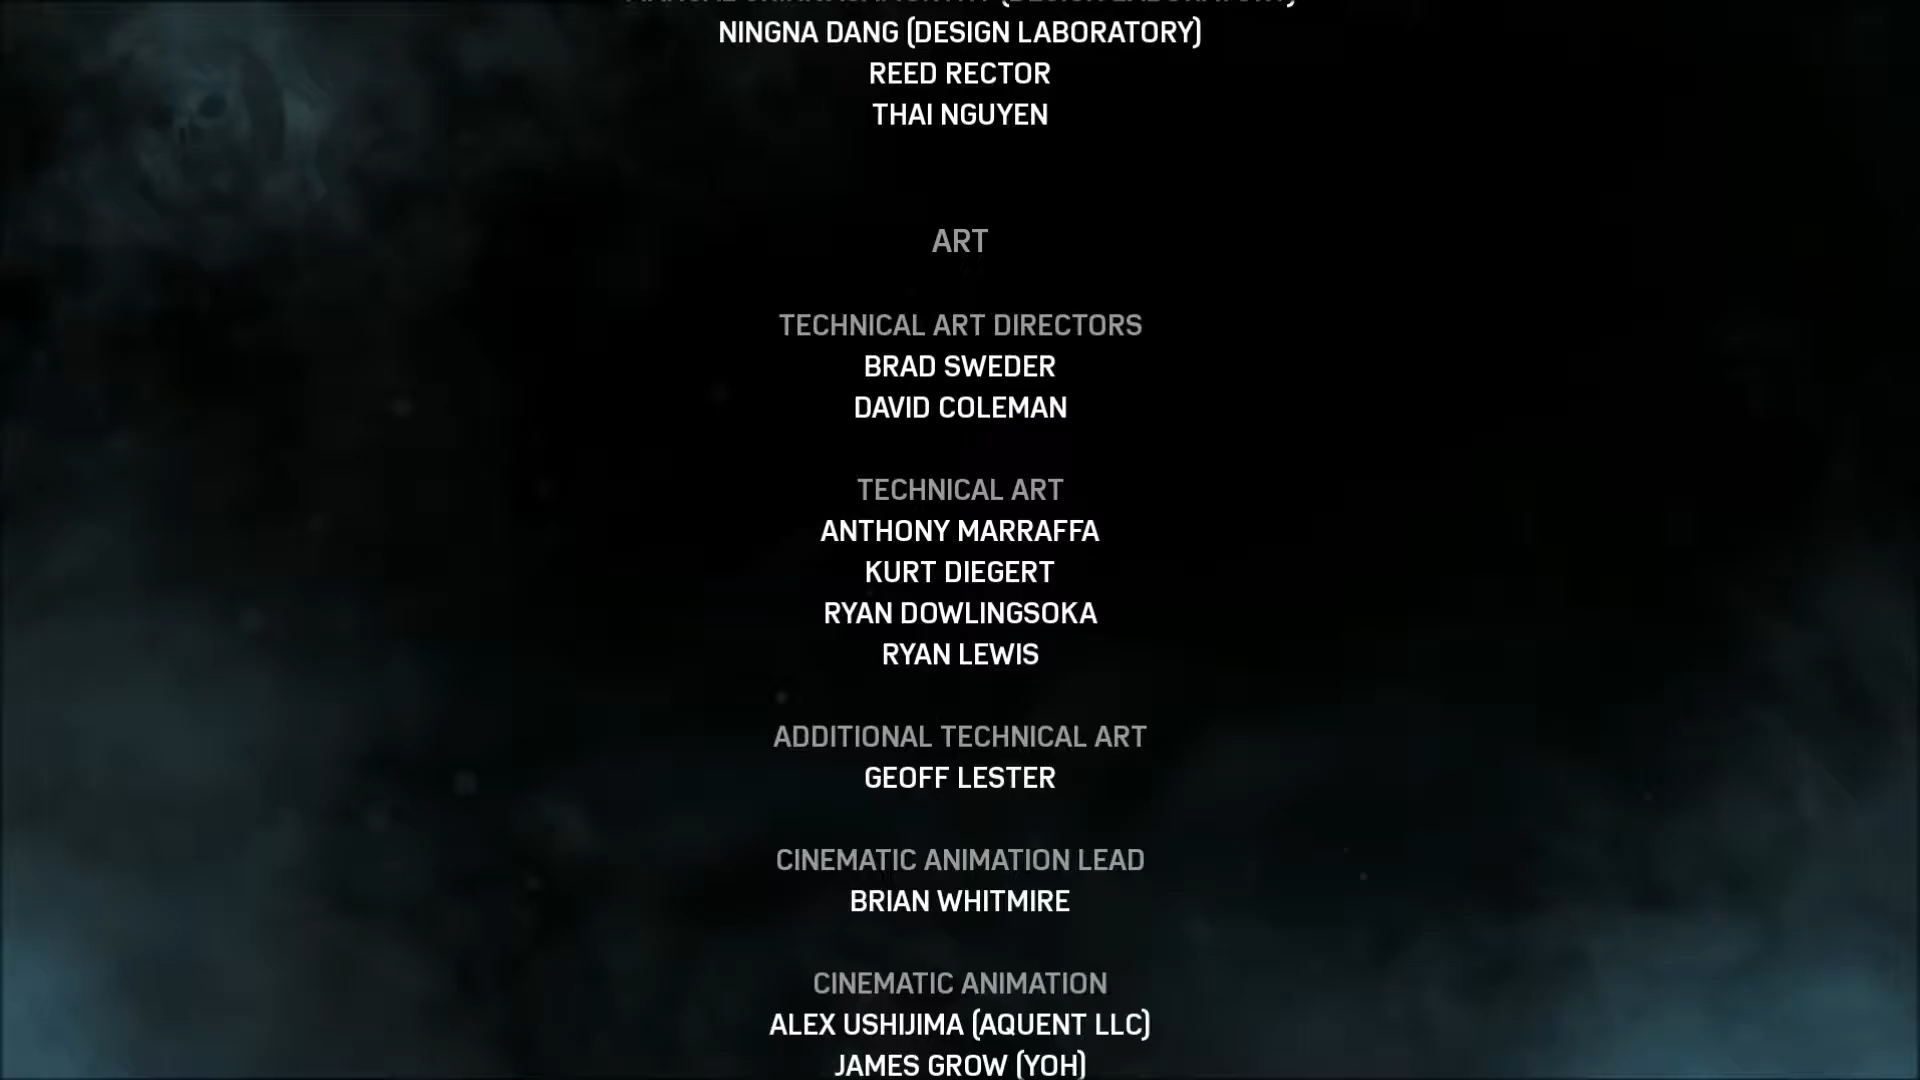 (DESIGN LABORATORY)
NINGNA DANG (DESIGN LABORATORY)
REED RECTOR
THAI NGUYEN
ART
TECHNICAL ART DIRECTORS
BRAD SWEDER
DAVID COLEMAN
TECHNICAL ART
ANTHONY MARRAFFA
KURT DIEGERT
RYAN DOWLINGSOKA
RYAN LEWIS
ADDITIONAL TECHNICAL ART
GEOFF LESTER
CINEMATIC ANIMATION LEAD
BRIAN WHITMIRE
CINEMATIC ANIMATION
ALEX USHIJIMA (AQUENT LLC)
JAMES GROW (YOH)